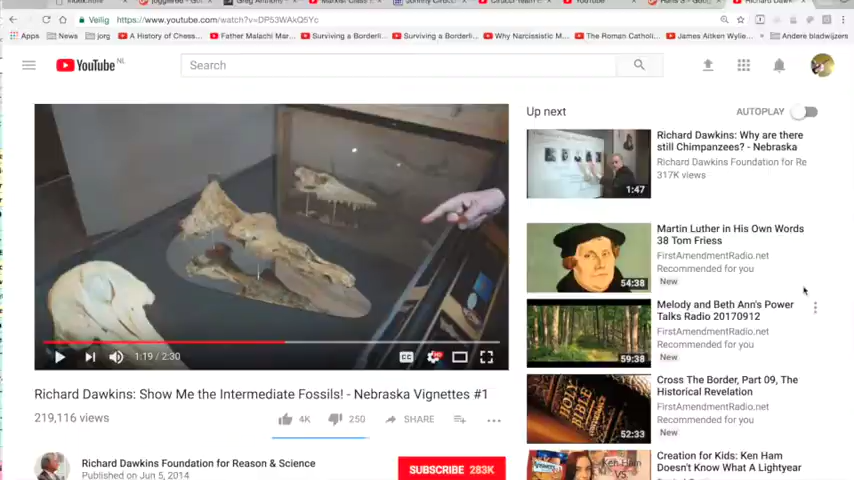 Veilig
https://www.youtube.com/watch?v=DP53WAkQ5Yc
Apps
News
jorg
A History of Chess...
Father Malachi Mar
Surviving a Borderli...
Surviving a Borderl...
Why Narcissistic M...
The Roman Catholi...
James Aitken Wylie...
Andere bladwijzers
YouTube NL
Search
Up next
AUTOPLAY
Richard Dawkins: Why are there
still Chimpanzees? - Nebraska
Richard Dawkins Foundation for Re
317K views
1:47
Martin Luther in His Own Words
38 Tom Friess
FirstAmendmentRadio.net
Recommended for you
New
54:38
Melody and Beth Ann's Power
Talks Radio 20170912
FirstAmendmentRadio.net
Recommended for you
New
59:38
Cross The Border, Part 09, The
Historical Revelation
FirstAmendmentRadio.net
Recommended for you
New
HOLY BIBLE
52:33
Creation for Kids: Ken Ham
Doesn't Know What A Lightyear
Ken Ham
VS
1:19 / 2:30
CC
Richard Dawkins: Show Me the Intermediate Fossils! - Nebraska Vignettes #1
219,116 views
4K
250
SHARE
Richard Dawkins Foundation for Reason & Science
Published on Jun 5, 2014
SUBSCRIBE 283K